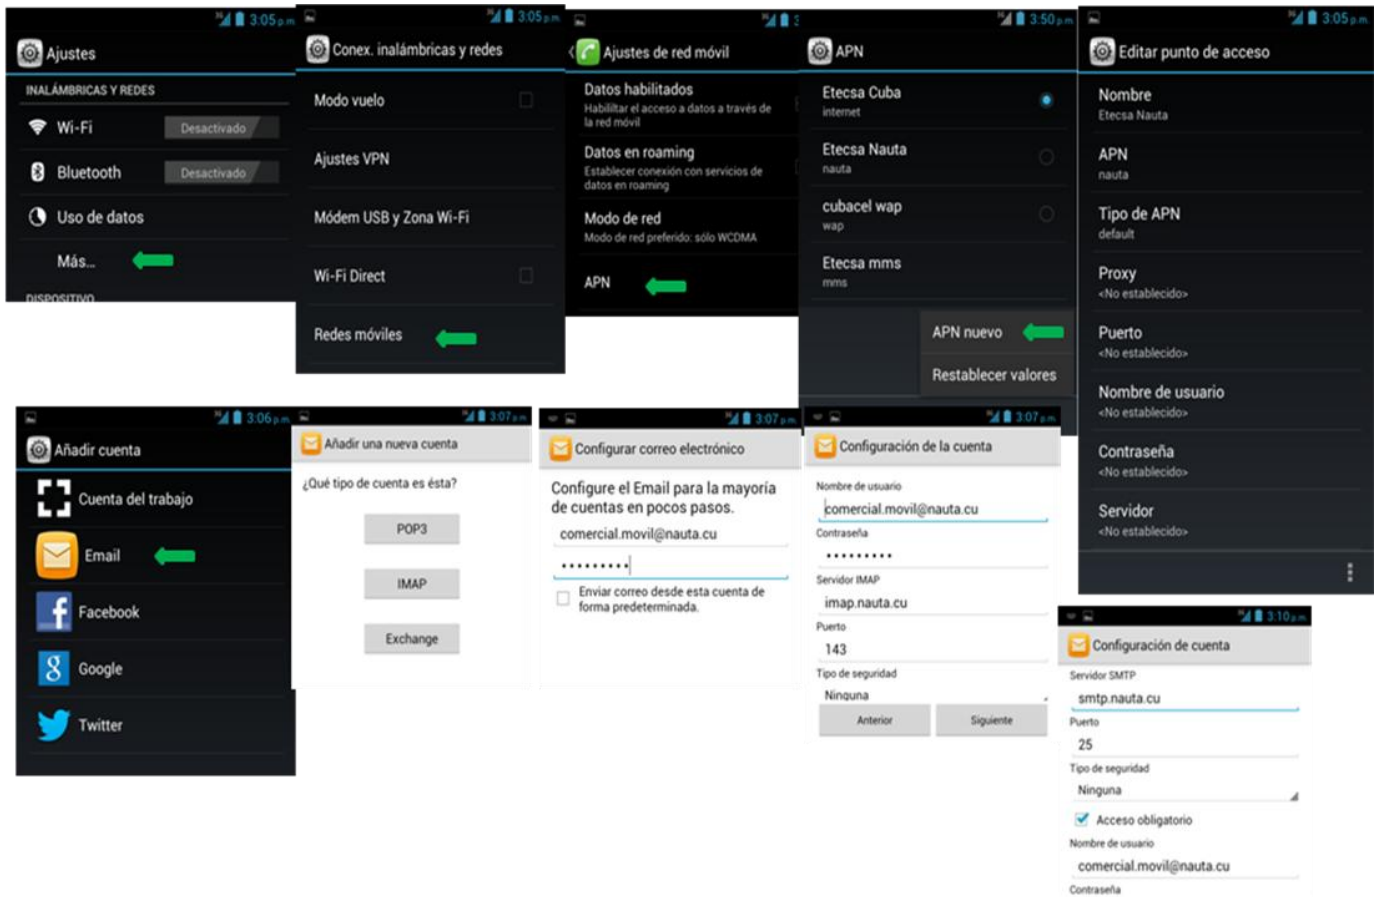 3:05 p.m.
Ajustes
INALÁMBRICAS Y REDES
Wi-Fi
Desactivado
Bluetooth
Desactivado
Uso de datos
Más...
DISPOSITIVO
3:05 p.m.
Conex. inalámbricas y redes
Modo vuelo
Ajustes VPN
Módem USB y Zona Wi-Fi
Wi-Fi Direct
Redes móviles
Ajustes de red móvil
Datos habilitados
Habilitar el acceso a datos a través de
la red móvil
Datos en roaming
Establecer conexión con servicios de
datos en roaming
Modo de red
Modo de red preferido: sólo WCDMA
APN
3:50 p.m.
APN
Etecsa Cuba
internet
Etecsa Nauta
nauta
cubacel wap
wap
Etecsa mms
mms
APN nuevo
Restablecer valores
3:05 p.m.
Editar punto de acceso
Nombre
Etecsa Nauta
APN
nauta
Tipo de APN
default
Proxy
<No establecido>
Puerto
<No establecido>
Nombre de usuario
<No establecido>
Contraseña
<No establecido>
Servidor
<No establecido>
3:06 p.m.
Añadir cuenta
Cuenta del trabajo
Email
Facebook
Google
Twitter
3:07 p.m.
Añadir una nueva cuenta
¿Qué tipo de cuenta es ésta?
POP3
IMAP
Exchange
3:07 p.m.
Configurar correo electrónico
Configure el Email para la mayoría
de cuentas en pocos pasos.
comercial.movil@nauta.cu
Enviar correo desde esta cuenta de
forma predeterminada.
3:07 p.m.
Configuración de la cuenta
Nombre de usuario
comercial.movil@nauta.cu
Contraseña
Servidor IMAP
imap.nauta.cu
Puerto
143
Tipo de seguridad
Ninguna
Anterior
Siguiente
3:10 p.m.
Configuración de cuenta
Servidor SMTP
smtp.nauta.cu
Puerto
25
Tipo de seguridad
Ninguna
Acceso obligatorio
Nombre de usuario
comercial.movil@nauta.cu
Contraseña